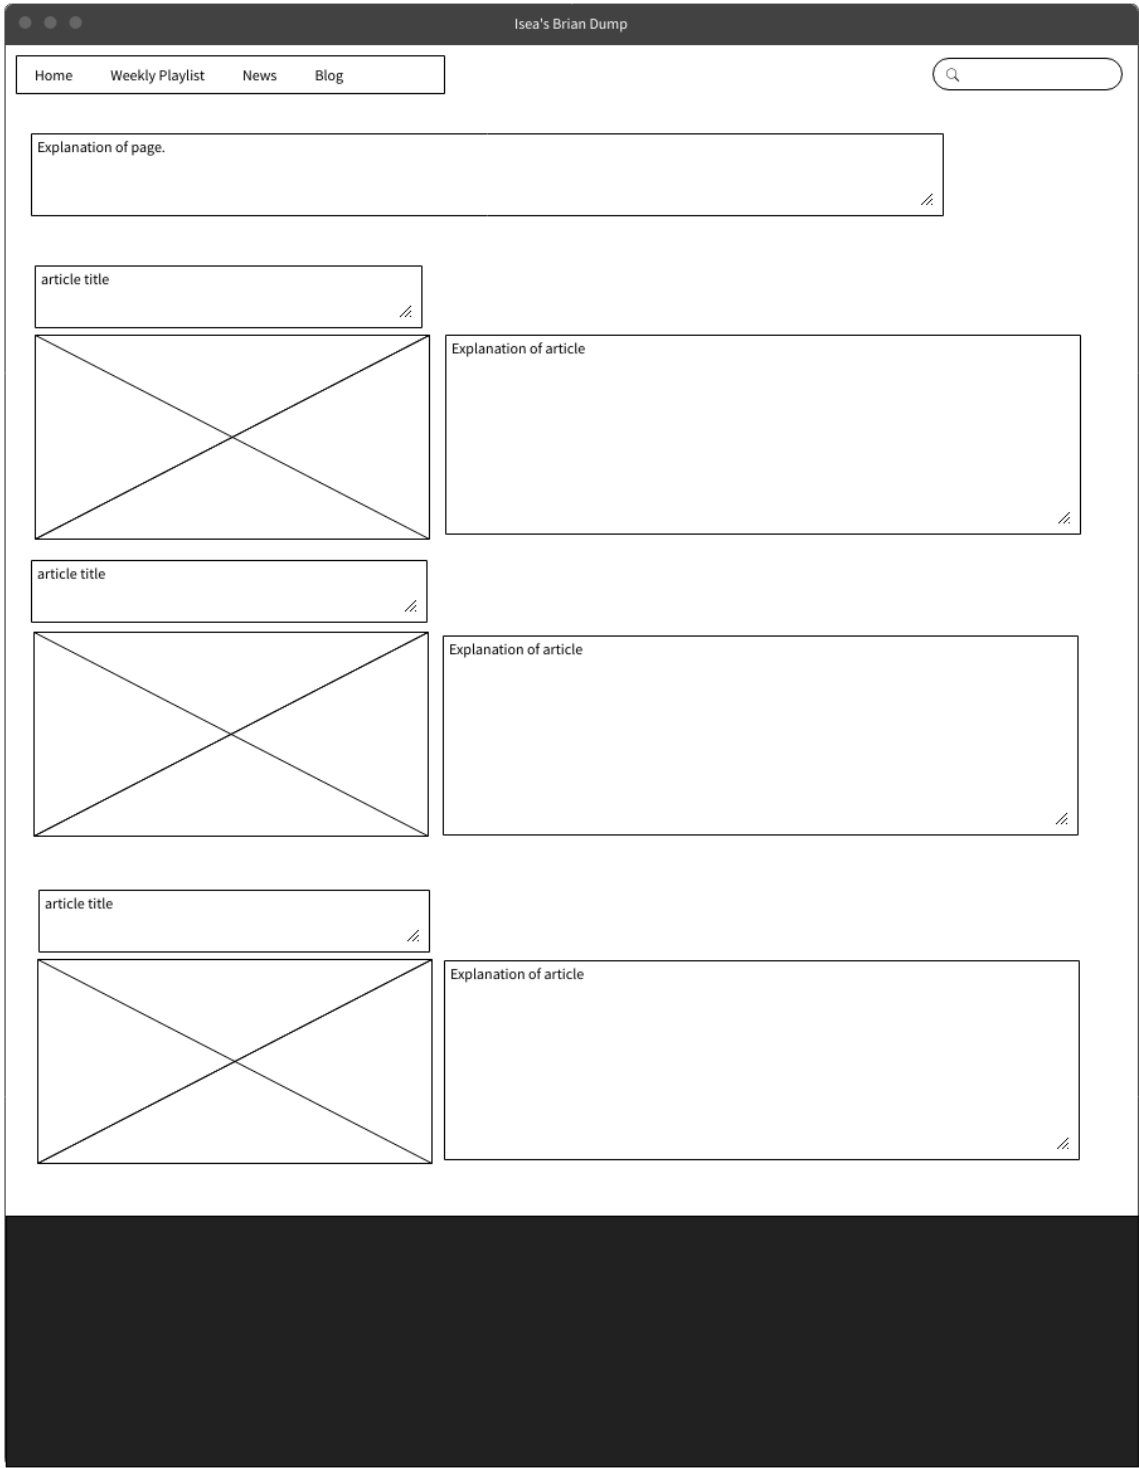 Isea's Brian Dump
Home Weekly Playlist News Blog
Explanation of page.
article title
Explanation of article
article title
Explanation of article
article title
Explanation of article